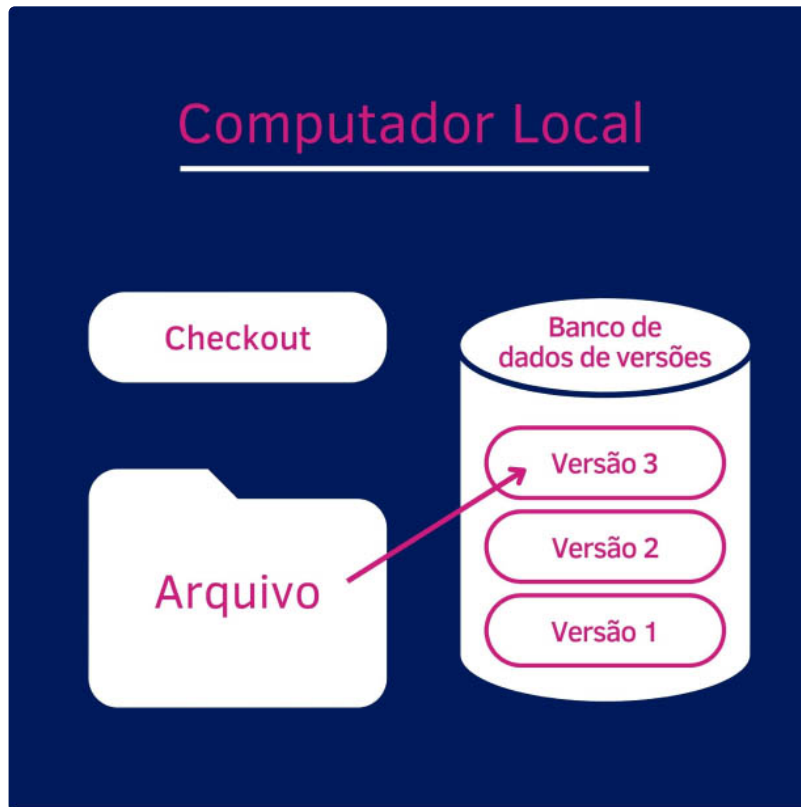 Computador Local
Checkout
Arquivo
Banco de
dados de versões
Versão 3
Versão 2
Versão 1